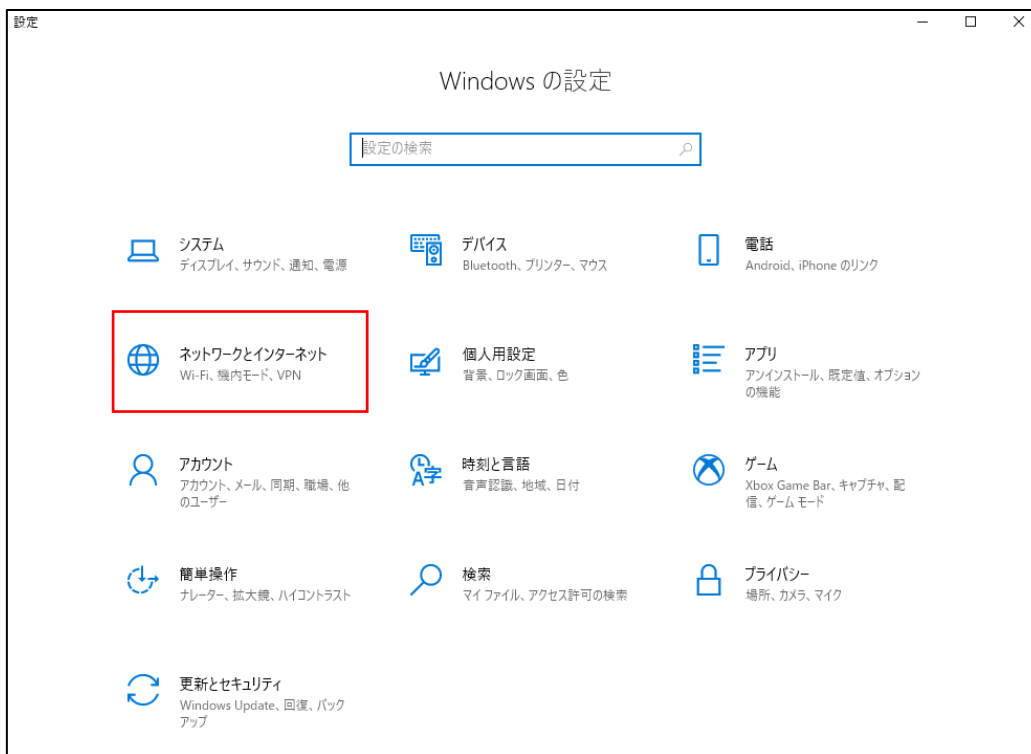 設定
Windows の設定
設定の検索
システム
ディスプレイ、サウンド、通知、電源
デバイス
Bluetooth、プリンター、マウス
電話
Android、iPhone のリンク
ネットワークとインターネット
Wi-Fi、機内モード、VPN
個人用設定
背景、ロック画面、色
アプリ
アンインストール、既定値、オプション
の機能
アカウント
アカウント、メール、同期、職場、他
のユーザー
時刻と言語
音声認識、地域、日付
ゲーム
Xbox Game Bar、キャプチャ、配
信、ゲーム モード
簡単操作
ナレーター、拡大鏡、ハイコントラスト
検索
マイ ファイル、アクセス許可の検索
プライバシー
場所、カメラ、マイク
更新とセキュリティ
Windows Update、回復、バック
アップ